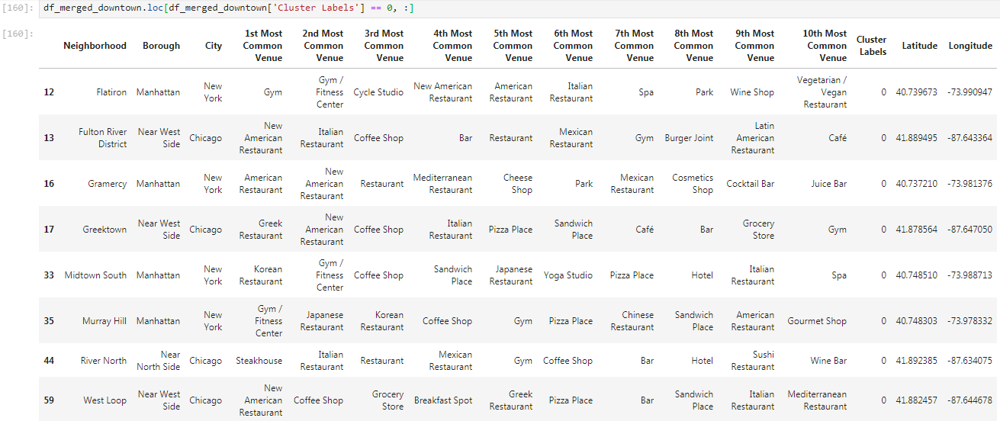 [160]: df_merged_downtown.loc[df_merged_downtown['Cluster Labels'] == 0, :]
[160]:
Neighborhood Borough City 1st Most Common Venue 2nd Most Common Venue 3rd Most Common Venue 4th Most Common Venue 5th Most Common Venue 6th Most Common Venue 7th Most Common Venue 8th Most Common Venue 9th Most Common Venue 10th Most Common Venue Cluster Labels Latitude Longitude
12 Flatiron Manhattan New York Gym Gym / Fitness Center Cycle Studio New American Restaurant American Restaurant Italian Restaurant Spa Park Wine Shop Vegetarian / Vegan Restaurant 0 40.739673 -73.990947
13 Fulton River District Near West Side Chicago New American Restaurant Italian Restaurant Coffee Shop Bar Restaurant Mexican Restaurant Gym Burger Joint Latin American Restaurant Café 0 41.889495 -87.643364
16 Gramercy Manhattan New York American Restaurant New American Restaurant Restaurant Mediterranean Restaurant Cheese Shop Park Mexican Restaurant Cosmetics Shop Cocktail Bar Juice Bar 0 40.737210 -73.981376
17 Greektown Near West Side Chicago Greek Restaurant New American Restaurant Coffee Shop Italian Restaurant Pizza Place Sandwich Place Café Bar Grocery Store Gym 0 41.878564 -87.647050
33 Midtown South Manhattan New York Korean Restaurant Gym / Fitness Center Coffee Shop Sandwich Place Japanese Restaurant Yoga Studio Pizza Place Hotel Italian Restaurant Spa 0 40.748510 -73.988713
35 Murray Hill Manhattan New York Gym / Fitness Center Japanese Restaurant Korean Restaurant Coffee Shop Gym Pizza Place Chinese Restaurant Sandwich Place American Restaurant Gourmet Shop 0 40.748303 -73.978332
44 River North Near North Side Chicago Steakhouse Italian Restaurant Restaurant Mexican Restaurant Gym Coffee Shop Bar Hotel Sushi Restaurant Wine Bar 0 41.892385 -87.634075
59 West Loop Near West Side Chicago New American Restaurant Coffee Shop Grocery Store Breakfast Spot Greek Restaurant Pizza Place Bar Sandwich Place Italian Restaurant Mediterranean Restaurant 0 41.882457 -87.644678